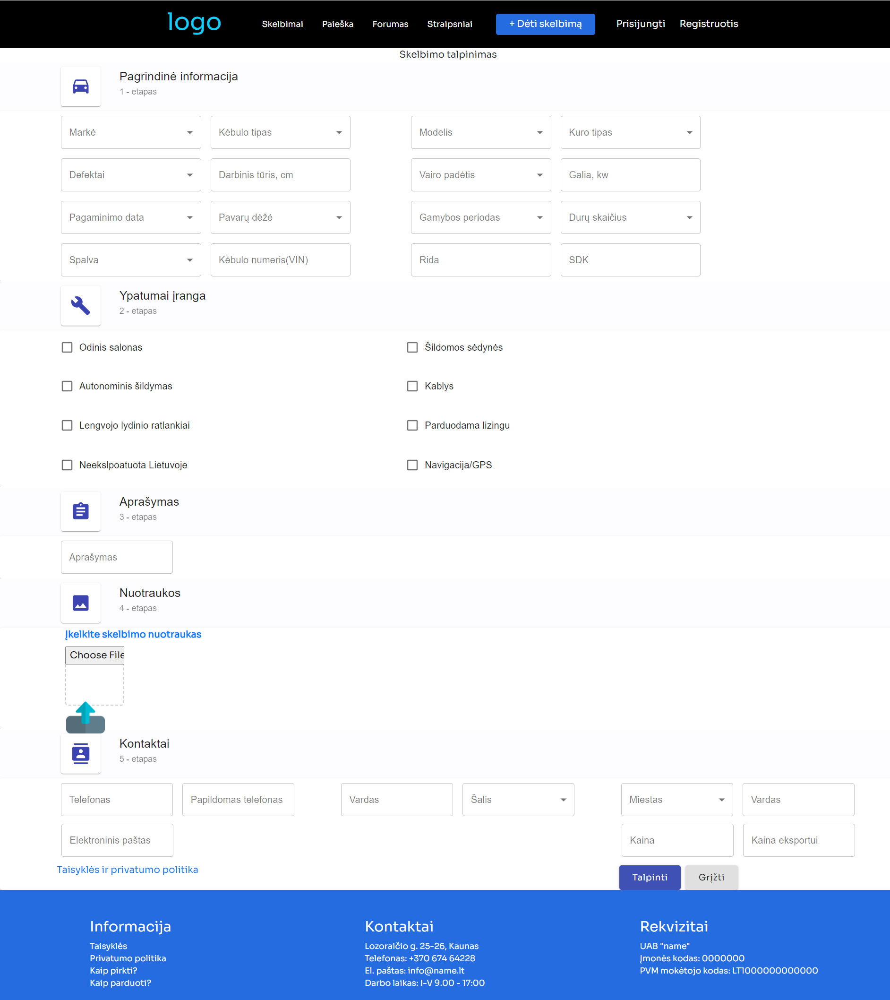 logo Skelbimai Paieška Forumas Straipsniai + Dėti skelbimą Prisijungti Registruotis
Skelbimo talpinimas
Pagrindinė informacija
1 - etapas
Markė Kėbulo tipas Modelis Kuro tipas
Defektai Darbinis tūris, cm Vairo padėtis Galia, kw
Pagaminimo data Pavarų dėžė Gamybos periodas Durų skaičius
Spalva Kėbulo numeris(VIN) Rida SDK
Ypatumai įranga
2 - etapas
Odinis salonas Šildomos sėdynės
Autonominis šildymas Kablys
Lengvojo lydinio ratlankiai Parduodama lizingu
Neekslpoatuota Lietuvoje Navigacija/GPS
Aprašymas
3 - etapas
Aprašymas
Nuotraukos
4 - etapas
Įkelkite skelbimo nuotraukas
Choose File
Kontaktai
5 - etapas
Telefonas Papildomas telefonas Vardas Šalis Miestas Vardas
Elektroninis paštas Kaina Kaina eksportui
Taisyklės ir privatumo politika
Talpinti Grįžti
Informacija
Taisyklės
Privatumo politika
Kaip pirkti?
Kaip parduoti?
Kontaktai
Lozoraičio g. 25-26, Kaunas
Telefonas: +370 674 64228
El. paštas: info@name.lt
Darbo laikas: I-V 9.00 - 17:00
Rekvizitai
UAB "name"
Įmonės kodas: 0000000
PVM mokėtojo kodas: LT1000000000000